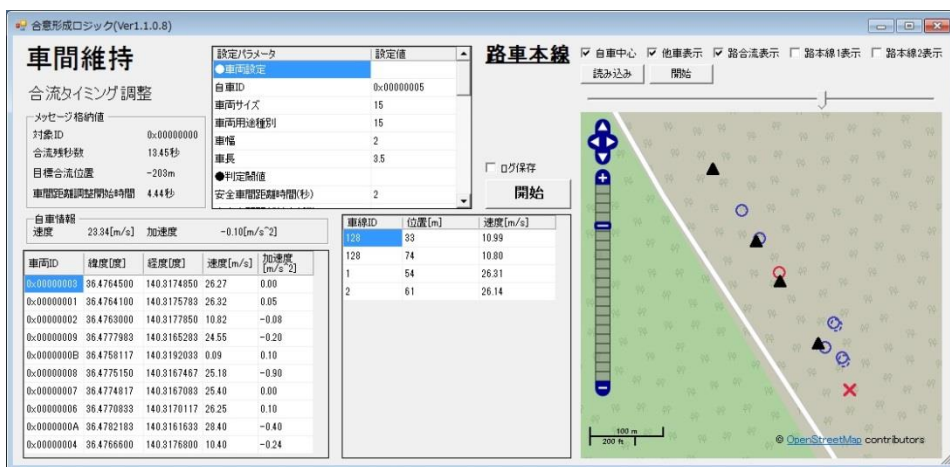 合意形成ロジック(Ver1.1.0.8)
車間維持
合流タイミング調整
メッセージ格納値
対象ID 0x00000000
合流残秒数 13.45秒
目標合流位置 -203m
車間距離調整開始時間 4.44秒
自車情報
速度 23.34[m/s] 加速度 -0.10[m/s^2]
車両ID 緯度[度] 経度[度] 速度[m/s] 加速度[m/s^2]
0x00000003 36.4764500 140.3174850 26.27 0.00
0x00000001 36.4764100 140.3175783 26.32 0.05
0x00000002 36.4763000 140.3177850 10.82 -0.08
0x00000009 36.4777983 140.3165283 24.55 -0.20
0x0000000B 36.4758117 140.3192033 0.09 0.10
0x00000008 36.4775150 140.3167467 25.18 -0.90
0x00000007 36.4774817 140.3167083 25.40 0.00
0x00000006 36.4770833 140.3170117 26.25 0.10
0x0000000A 36.4782183 140.3161633 28.40 -0.40
0x00000004 36.4766600 140.3176800 10.40 -0.24
設定パラメータ 設定値
●車両設定
自車ID 0x00000005
車両サイズ 15
車両用途種別 15
車幅 2
車長 3.5
●判定閾値
安全車間距離時間(秒) 2
車線ID 位置[m] 速度[m/s]
128 33 10.99
128 74 10.80
1 54 26.31
2 61 26.14
路車本線
ログ保存
開始
自車中心 他車表示 路合流表示 路本線1表示 路本線2表示
読み込み 開始
100 m
200 ft
© OpenStreetMap contributors